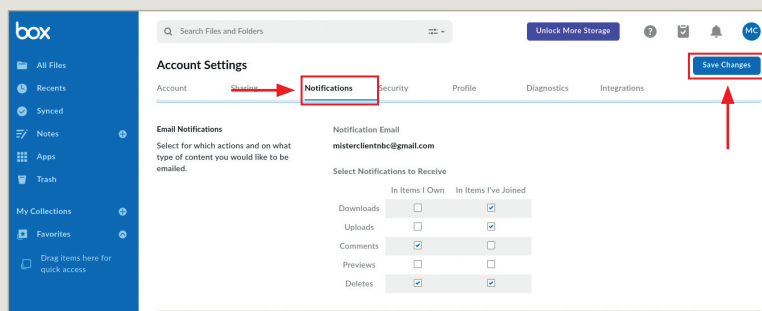 box
Search Files and Folders
Unlock More Storage
MC
All Files
Recents
Synced
Notes
Apps
Trash
My Collections
Favorites
Drag items here for
quick access
Account Settings
Save Changes
Account Sharing Notifications Security Profile Diagnostics Integrations
Email Notifications
Select for which actions and on what
type of content you would like to be
emailed.
Notification Email
misterclientnbc@gmail.com
Select Notifications to Receive
In Items I Own In Items I've Joined
Downloads
Uploads
Comments
Previews
Deletes